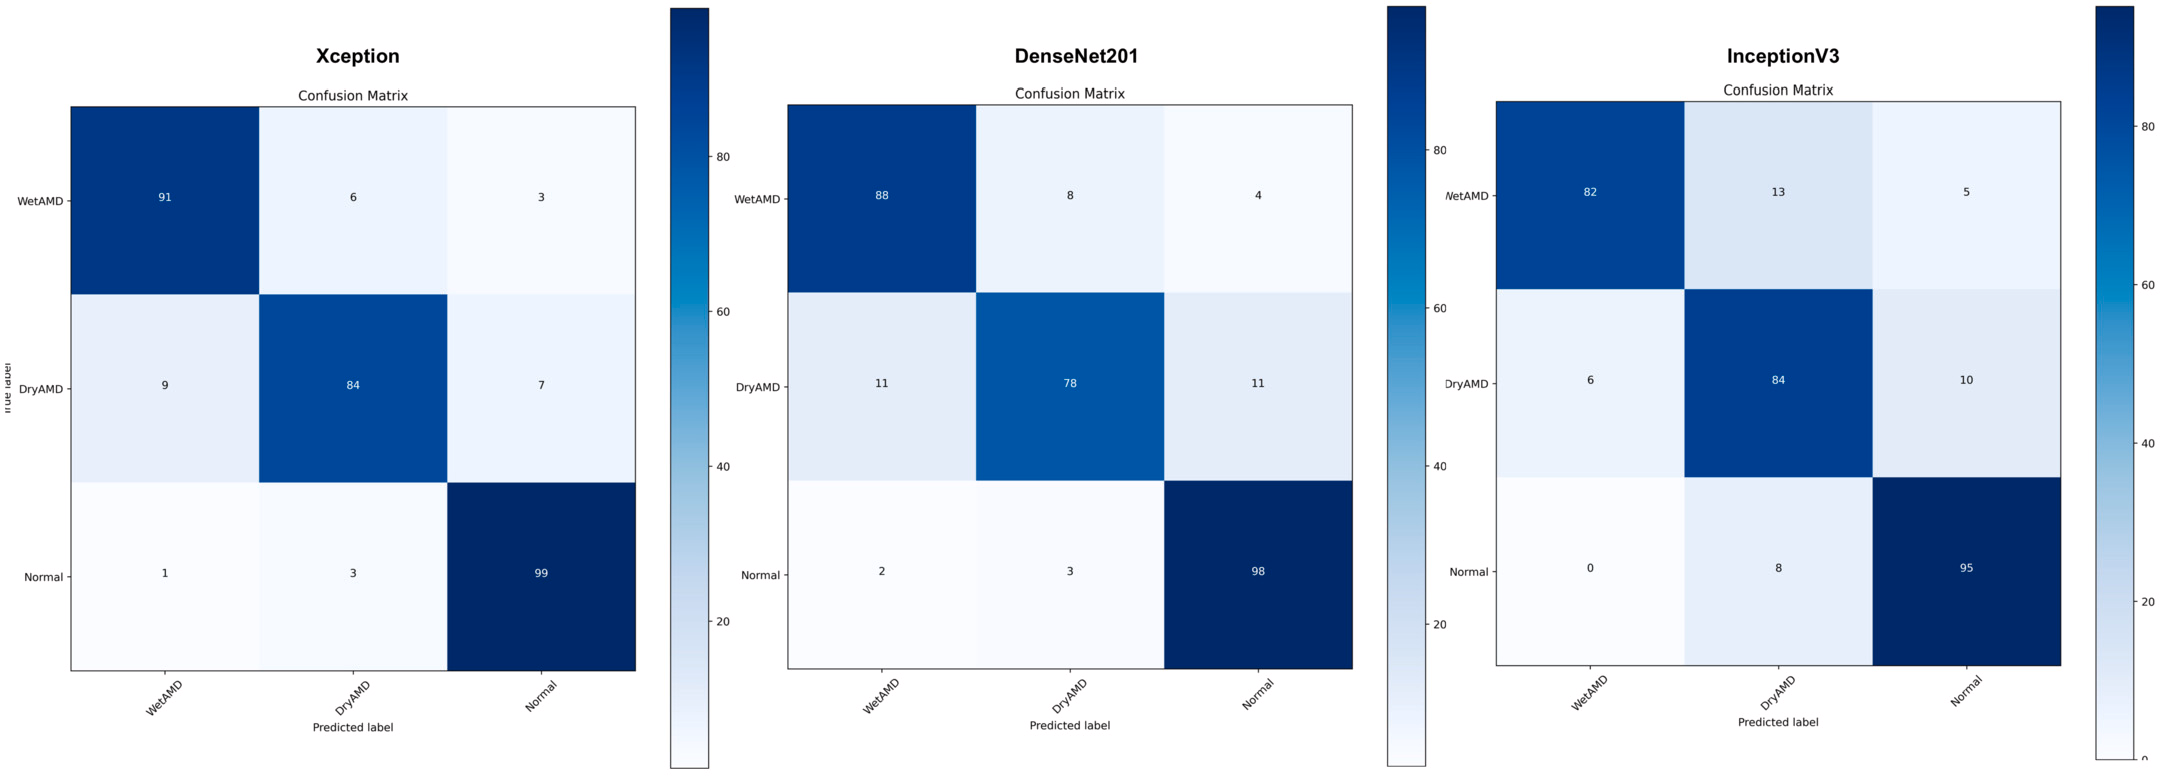 Xception
Confusion Matrix
WetAMD
91
6
3
DryAMD
9
84
7
Normal
1
3
99
WetAMD
DryAMD
Normal
Predicted label
True label
80
60
40
20
DenseNet201
Confusion Matrix
WetAMD
88
8
4
DryAMD
11
78
11
Normal
2
3
98
WetAMD
DryAMD
Normal
Predicted label
80
60
40
20
InceptionV3
Confusion Matrix
WetAMD
82
13
5
DryAMD
6
84
10
Normal
0
8
95
WetAMD
DryAMD
Normal
Predicted label
80
60
40
20
0